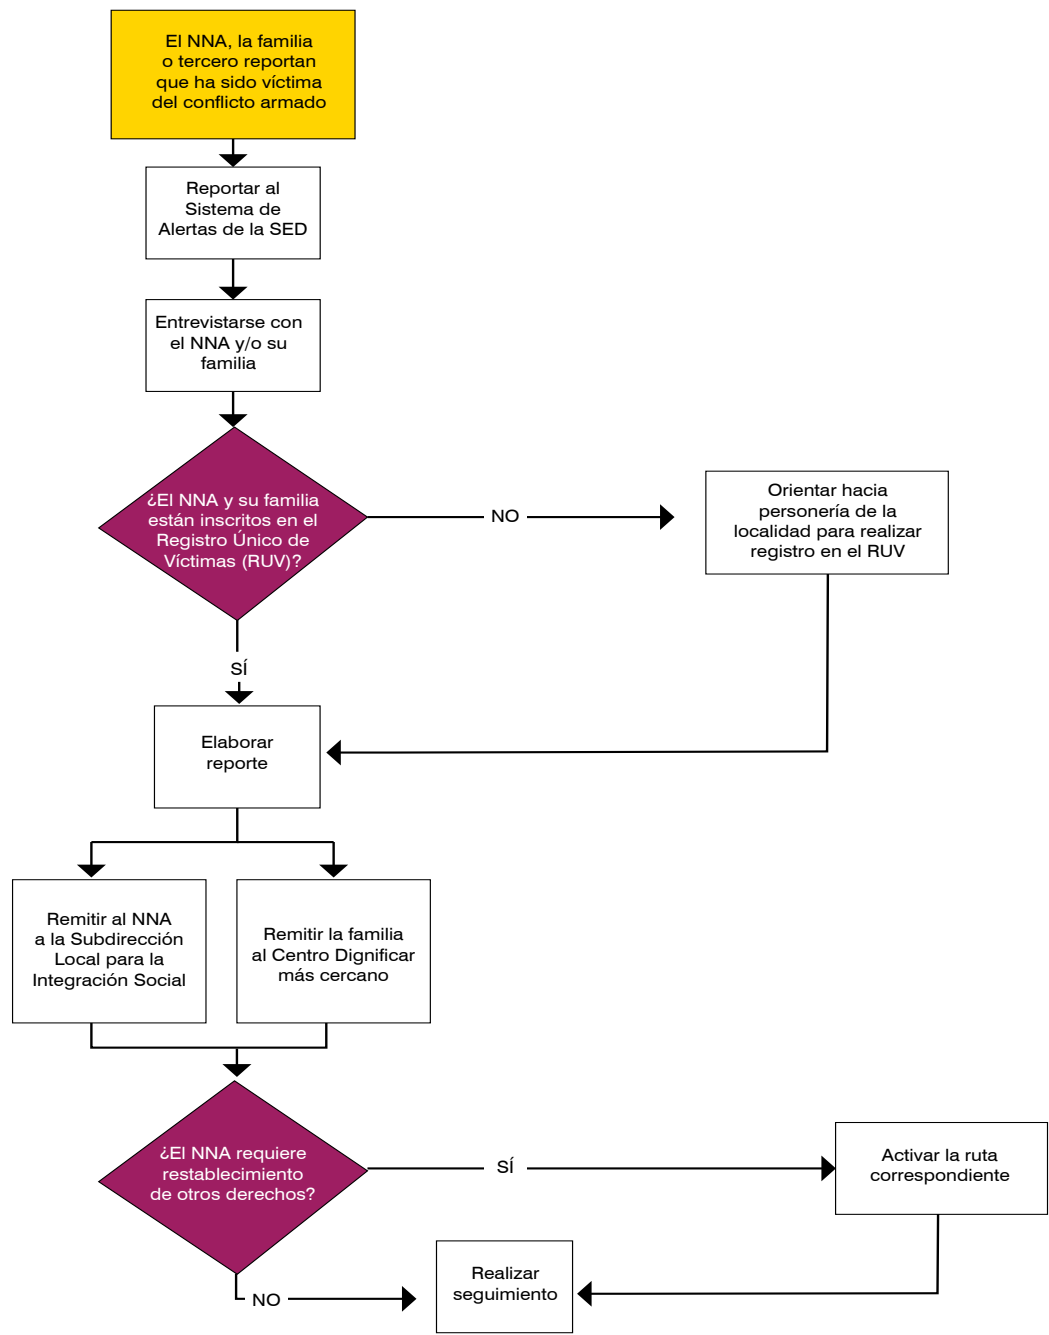 El NNA, la familia
o tercero reportan
que ha sido víctima
del conflicto armado
Reportar al
Sistema de
Alertas de la SED
Entrevistarse con
el NNA y/o su
familia
¿El NNA y su familia
están inscritos en el
Registro Único de
Víctimas (RUV)?
NO
Orientar hacia
personería de la
localidad para realizar
registro en el RUV
SÍ
Elaborar
reporte
Remitir al NNA
a la Subdirección
Local para la
Integración Social
Remitir la familia
al Centro Dignificar
más cercano
¿El NNA requiere
restablecimiento
de otros derechos?
SÍ
Activar la ruta
correspondiente
NO
Realizar
seguimiento